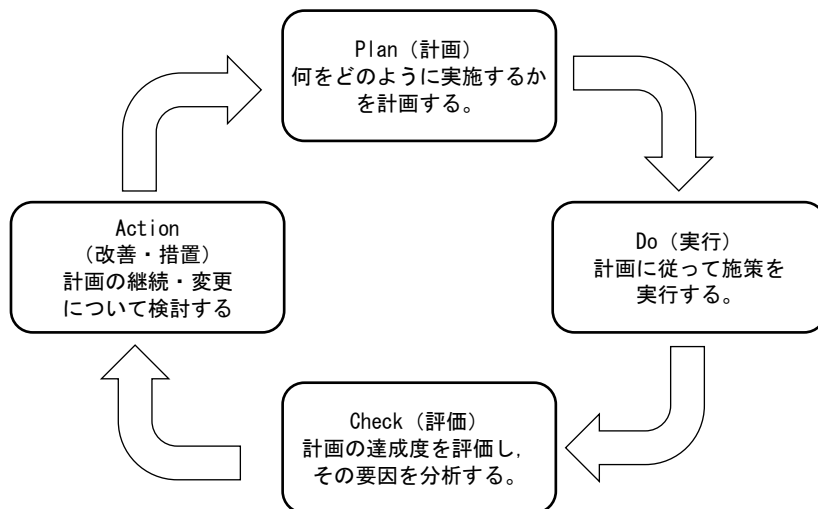 Plan（計画）
何をどのように実施するか
を計画する。
Do（実行）
計画に従って施策を
実行する。
Check（評価）
計画の達成度を評価し,
その要因を分析する。
Action
（改善・措置）
計画の継続・変更
について検討する